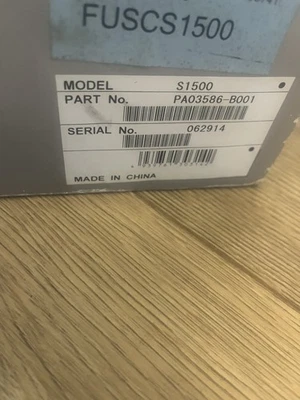 FUSCS1500
MODEL S1500
PART No. PA03586-B001
SERIAL No. 062914
MADE IN CHINA